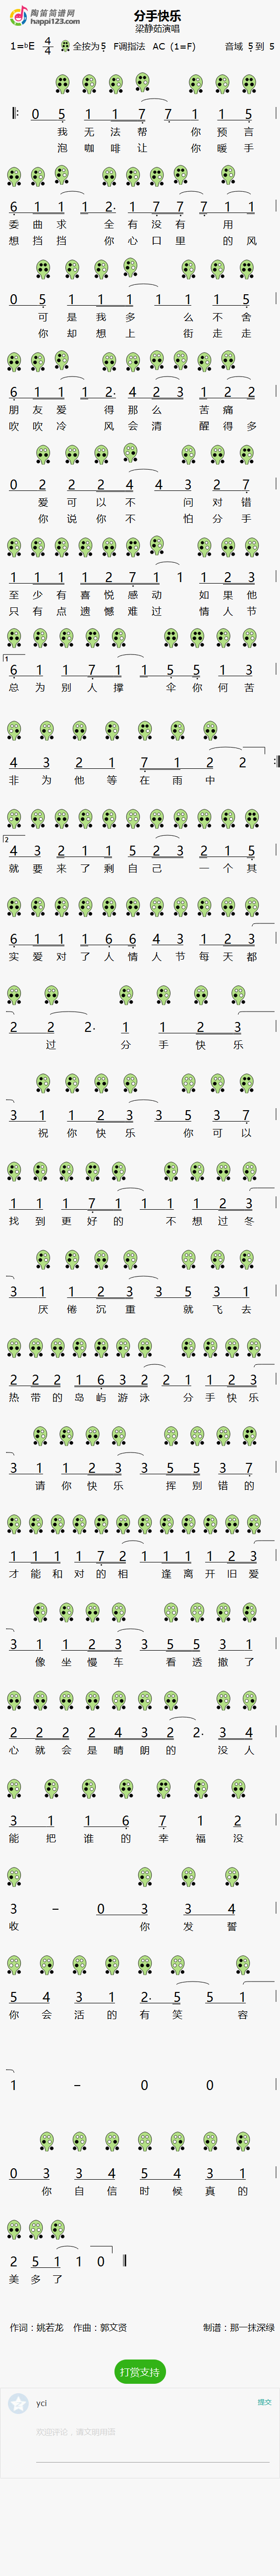 陶笛简谱网
happi123.com
分手快乐
梁静茹演唱
1=♭E 4/4 全按为5̣ F调指法 AC (1=F) 音域 5̣ 到 5
0 5 1 1 7 7 1 1 5
我 无 法 帮 你 预 言
泡 咖 啡 让 你 暖 手
6 1 1 1 2. 1 7 7 7 1 1
委 曲 求 全 有 没 有 用
想 挡 挡 你 心 口 里 的 风
0 5 1 1 1 1 1 1 5
可 是 我 多 么 不 舍
你 却 想 上 街 走 走
6 1 1 1 2. 4 2 3 1 2 2
朋 友 爱 得 那 么 苦 痛
吹 吹 冷 风 会 清 醒 得 多
0 2 2 2 4 4 3 2 7
爱 可 以 不 问 对 错
你 说 你 不 怕 分 手
1 1 1 1 2 7 1 1 1 2 3
至 少 有 喜 悦 感 动 如 果 他
只 有 点 遗 憾 难 过 情 人 节
1
6 1 1 7 1 1 5 5 1 3
总 为 别 人 撑 伞 你 何 苦
4 3 2 1 7 1 2 2
非 为 他 等 在 雨 中
2
4 3 2 1 1 5 2 3 2 1 5
就 要 来 了 剩 自 己 一 个 其
6 1 1 1 6 6 4 3 1 2 3
实 爱 对 了 人 情 人 节 每 天 都
2 2 2. 1 1 2 3
过 分 手 快 乐
3 1 1 2 3 3 5 3 7
祝 你 快 乐 你 可 以
1 1 1 7 1 1 1 1 2 3
找 到 更 好 的 不 想 过 冬
3 1 1 2 3 3 5 3 1
厌 倦 沉 重 就 飞 去
2 2 2 1 6 3 2 2 1 1 2 3
热 带 的 岛 屿 游 泳 分 手 快 乐
3 1 1 2 3 3 5 5 3 7
请 你 快 乐 挥 别 错 的
1 1 1 1 7 2 1 1 1 1 2 3
才 能 和 对 的 相 逢 离 开 旧 爱
3 1 1 2 3 3 5 5 3 1
像 坐 慢 车 看 透 撤 了
2 2 2 2 4 3 2 2. 3 4
心 就 会 是 晴 朗 的 没 人
3 1 1 6 7 1 2
能 把 谁 的 幸 福 没
3 – 0 3 3 4
收 你 发 誓
5 4 3 1 2. 5 5 1
你 会 活 的 有 笑 容
1 – 0 0
0 3 3 4 5 4 3 1
你 自 信 时 候 真 的
2 5 1 1 0
美 多 了
作词：姚若龙 作曲：郭文贤 制谱：那一抹深绿
打赏支持
ycl 提交
欢迎评论，请文明用语